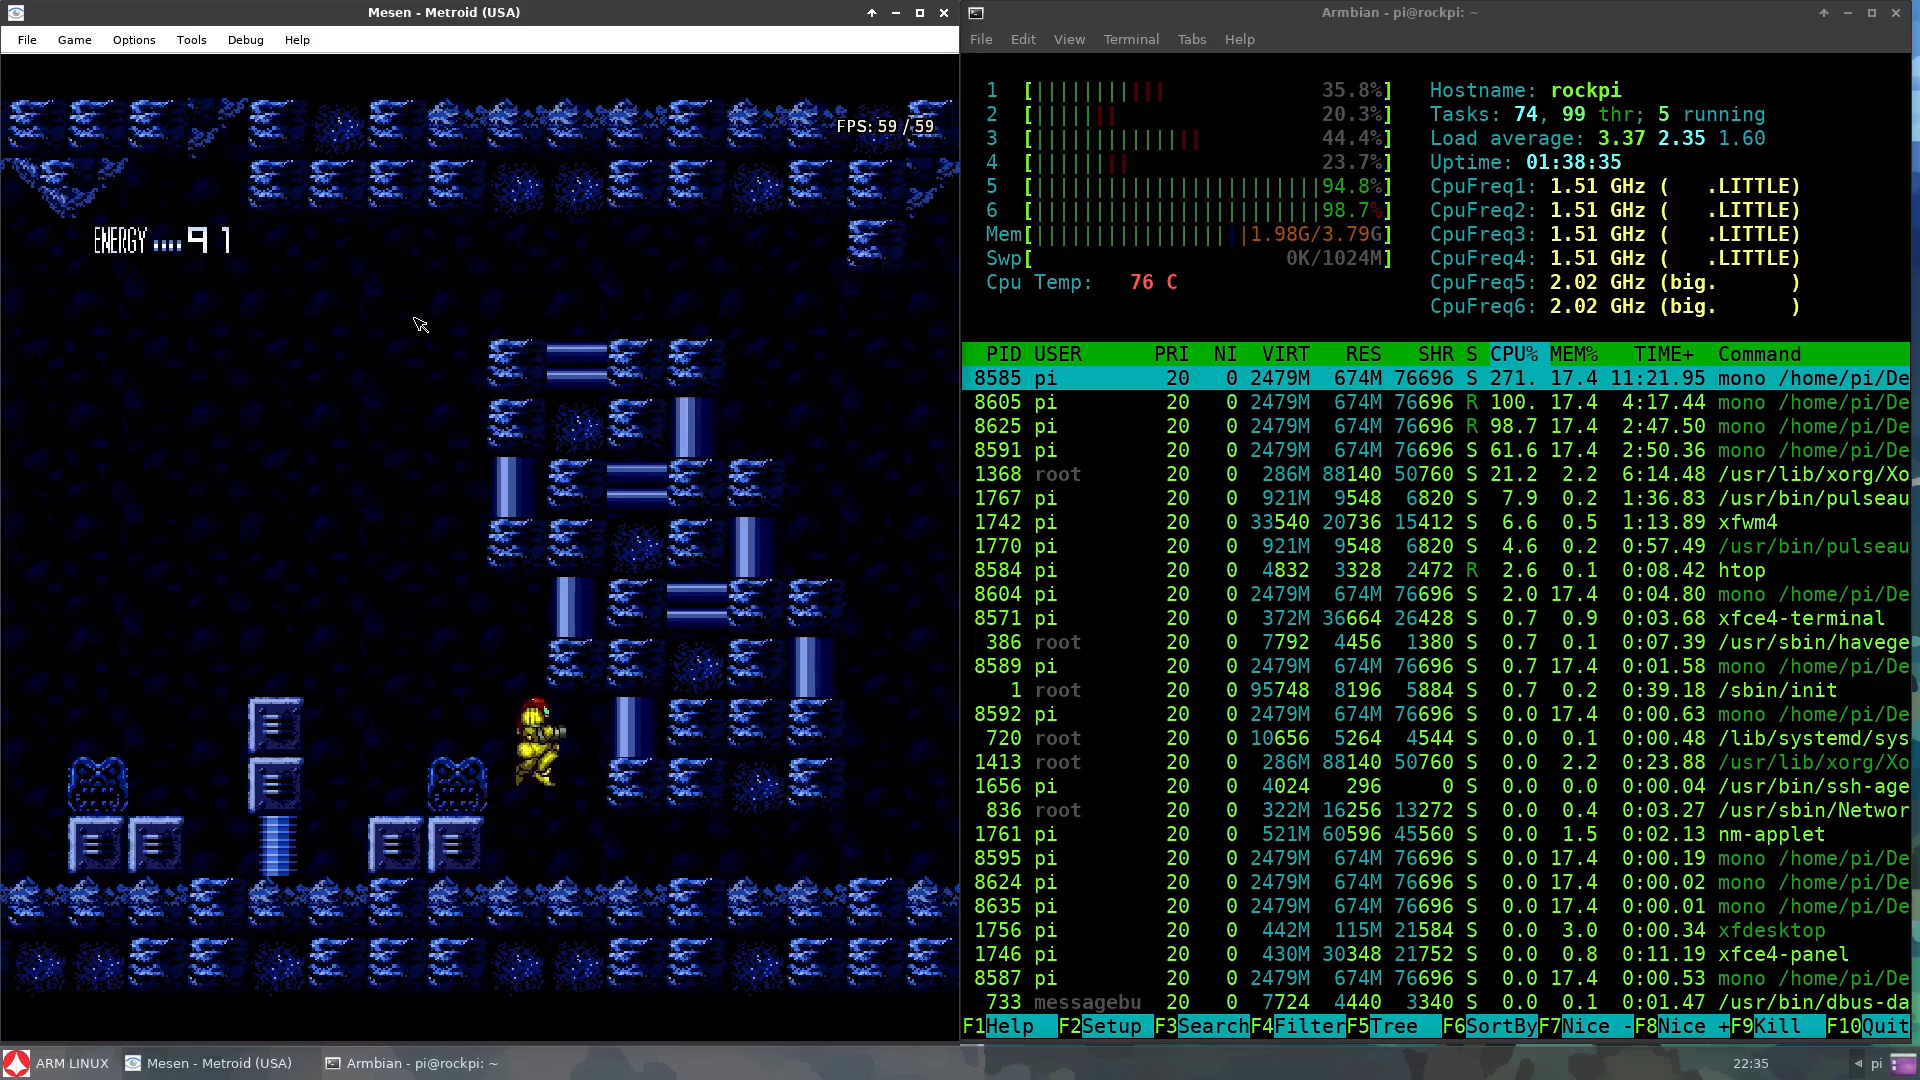 Mesen - Metroid (USA)
File Game Options Tools Debug Help
FPS: 59 / 59
ENERGY....91
Armbian - pi@rockpi: ~
File Edit View Terminal Tabs Help
1 [||||||||||| 35.8%] Hostname: rockpi
2 [||||||| 20.3%] Tasks: 74, 99 thr; 5 running
3 [|||||||||||||| 44.4%] Load average: 3.37 2.35 1.60
4 [|||||||| 23.7%] Uptime: 01:38:35
5 [||||||||||||||||||||||||94.8%] CpuFreq1: 1.51 GHz ( .LITTLE)
6 [||||||||||||||||||||||||98.7%] CpuFreq2: 1.51 GHz ( .LITTLE)
Mem[||||||||||||||||||1.98G/3.79G] CpuFreq3: 1.51 GHz ( .LITTLE)
Swp[ 0K/1024M] CpuFreq4: 1.51 GHz ( .LITTLE)
Cpu Temp: 76 C CpuFreq5: 2.02 GHz (big. )
CpuFreq6: 2.02 GHz (big. )
PID USER PRI NI VIRT RES SHR S CPU% MEM% TIME+ Command
8585 pi 20 0 2479M 674M 76696 S 271. 17.4 11:21.95 mono /home/pi/De
8605 pi 20 0 2479M 674M 76696 R 100. 17.4 4:17.44 mono /home/pi/De
8625 pi 20 0 2479M 674M 76696 R 98.7 17.4 2:47.50 mono /home/pi/De
8591 pi 20 0 2479M 674M 76696 S 61.6 17.4 2:50.36 mono /home/pi/De
1368 root 20 0 286M 88140 50760 S 21.2 2.2 6:14.48 /usr/lib/xorg/Xo
1767 pi 20 0 921M 9548 6820 S 7.9 0.2 1:36.83 /usr/bin/pulseau
1742 pi 20 0 33540 20736 15412 S 6.6 0.5 1:13.89 xfwm4
1770 pi 20 0 921M 9548 6820 S 4.6 0.2 0:57.49 /usr/bin/pulseau
8584 pi 20 0 4832 3328 2472 R 2.6 0.1 0:08.42 htop
8604 pi 20 0 2479M 674M 76696 S 2.0 17.4 0:04.80 mono /home/pi/De
8571 pi 20 0 372M 36664 26428 S 0.7 0.9 0:03.68 xfce4-terminal
386 root 20 0 7792 4456 1380 S 0.7 0.1 0:07.39 /usr/sbin/havege
8589 pi 20 0 2479M 674M 76696 S 0.7 17.4 0:01.58 mono /home/pi/De
1 root 20 0 95748 8196 5884 S 0.7 0.2 0:39.18 /sbin/init
8592 pi 20 0 2479M 674M 76696 S 0.0 17.4 0:00.63 mono /home/pi/De
720 root 20 0 10656 5264 4544 S 0.0 0.1 0:00.48 /lib/systemd/sys
1413 root 20 0 286M 88140 50760 S 0.0 2.2 0:23.88 /usr/lib/xorg/Xo
1656 pi 20 0 4024 296 0 S 0.0 0.0 0:00.04 /usr/bin/ssh-age
836 root 20 0 322M 16256 13272 S 0.0 0.4 0:03.27 /usr/sbin/Networ
1761 pi 20 0 521M 60596 45560 S 0.0 1.5 0:02.13 nm-applet
8595 pi 20 0 2479M 674M 76696 S 0.0 17.4 0:00.19 mono /home/pi/De
8624 pi 20 0 2479M 674M 76696 S 0.0 17.4 0:00.02 mono /home/pi/De
8635 pi 20 0 2479M 674M 76696 S 0.0 17.4 0:00.01 mono /home/pi/De
1756 pi 20 0 442M 115M 21584 S 0.0 3.0 0:00.34 xfdesktop
1746 pi 20 0 430M 30348 21752 S 0.0 0.8 0:11.19 xfce4-panel
8587 pi 20 0 2479M 674M 76696 S 0.0 17.4 0:00.53 mono /home/pi/De
733 messagebu 20 0 7724 4440 3340 S 0.0 0.1 0:01.47 /usr/bin/dbus-da
F1Help F2Setup F3SearchF4FilterF5Tree F6SortByF7Nice -F8Nice +F9Kill F10Quit
ARM LINUX Mesen - Metroid (USA) Armbian - pi@rockpi: ~ 22:35 pi